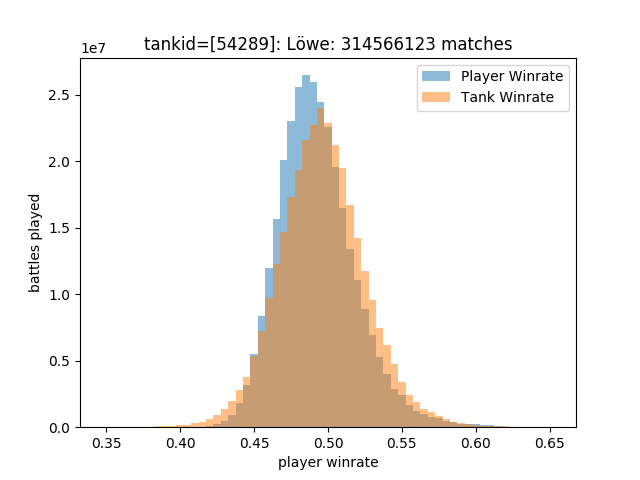 tankid=[54289]: Löwe: 314566123 matches
1e7
Player Winrate
Tank Winrate
2.5
2.0
1.5
1.0
0.5
0.0
battles played
0.35 0.40 0.45 0.50 0.55 0.60 0.65
player winrate